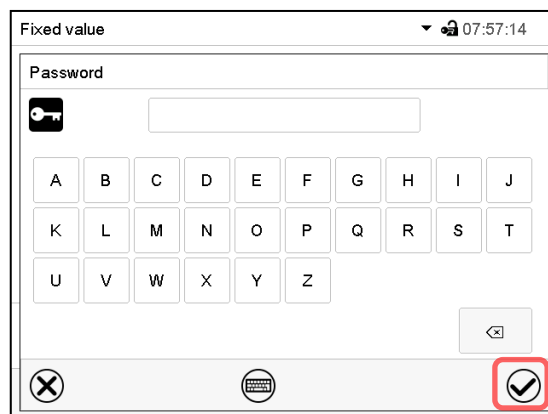 Fixed value 07:57:14
Password
A B C D E F G H I J
K L M N O P Q R S T
U V W X Y Z